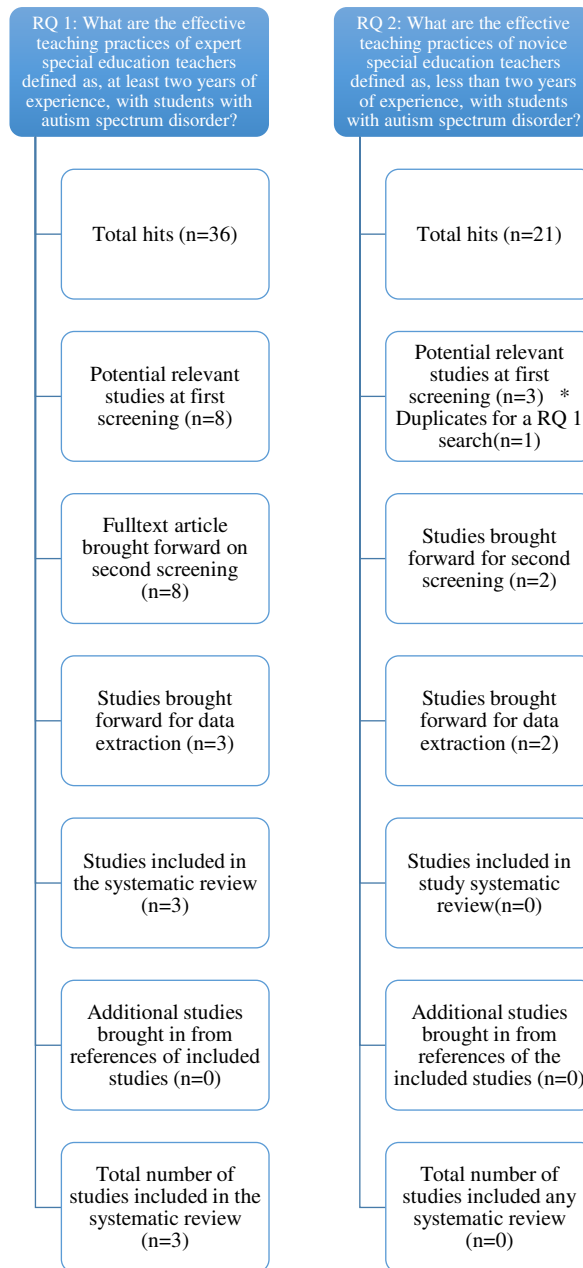 RQ 1: What are the effective
teaching practices of expert
special education teachers
defined as, at least two years of
experience, with students with
autism spectrum disorder?
Total hits (n=36)
Potential relevant
studies at first
screening (n=8)
Fulltext article
brought forward on
second screening
(n=8)
Studies brought
forward for data
extraction (n=3)
Studies included in
the systematic review
(n=3)
Additional studies
brought in from
references of included
studies (n=0)
Total number of
studies included in the
systematic review
(n=3)
RQ 2: What are the effective
teaching practices of novice
special education teachers
defined as, less than two years
of experience, with students
with autism spectrum disorder?
Total hits (n=21)
Potential relevant
studies at first
screening (n=3) *
Duplicates for a RQ 1
search(n=1)
Studies brought
forward for second
screening (n=2)
Studies brought
forward for data
extraction (n=2)
Studies included in
study systematic
review(n=0)
Additional studies
brought in from
references of the
included studies (n=0)
Total number of
studies included any
systematic review
(n=0)